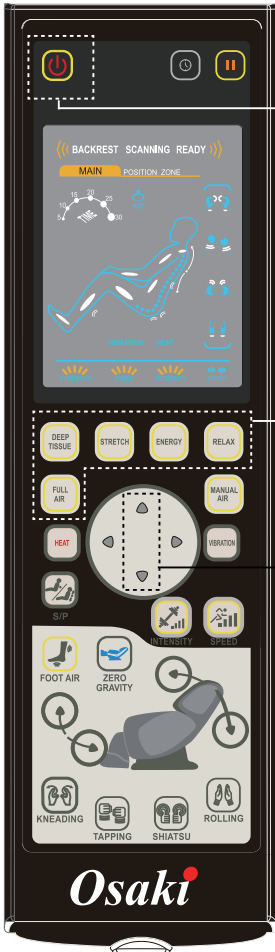 BACKREST SCANNING READY
MAIN POSITION ZONE
5 10 15 20 25 30
DEEP TISSUE
STRETCH
ENERGY
RELAX
FULL AIR
MANUAL AIR
HEAT
VIBRATION
S/P
INTENSITY
SPEED
FOOT AIR
ZERO GRAVITY
KNEADING
TAPPING
SHIATSU
ROLLING
Osaki